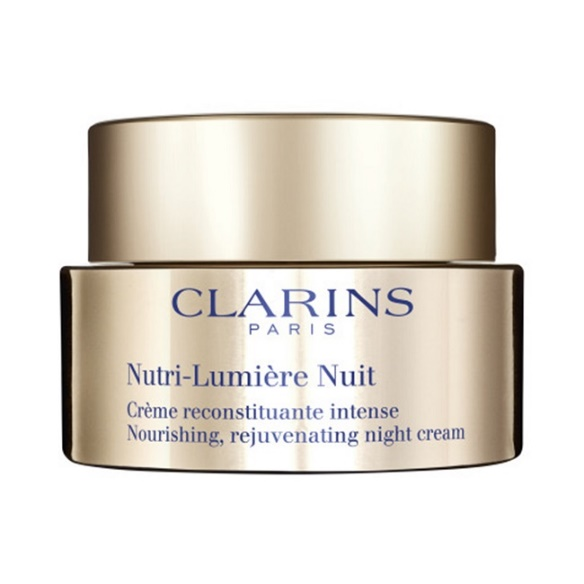 CLARINS
PARIS
Nutri-Lumière Nuit
Crème reconstituante intense
Nourishing, rejuvenating night cream